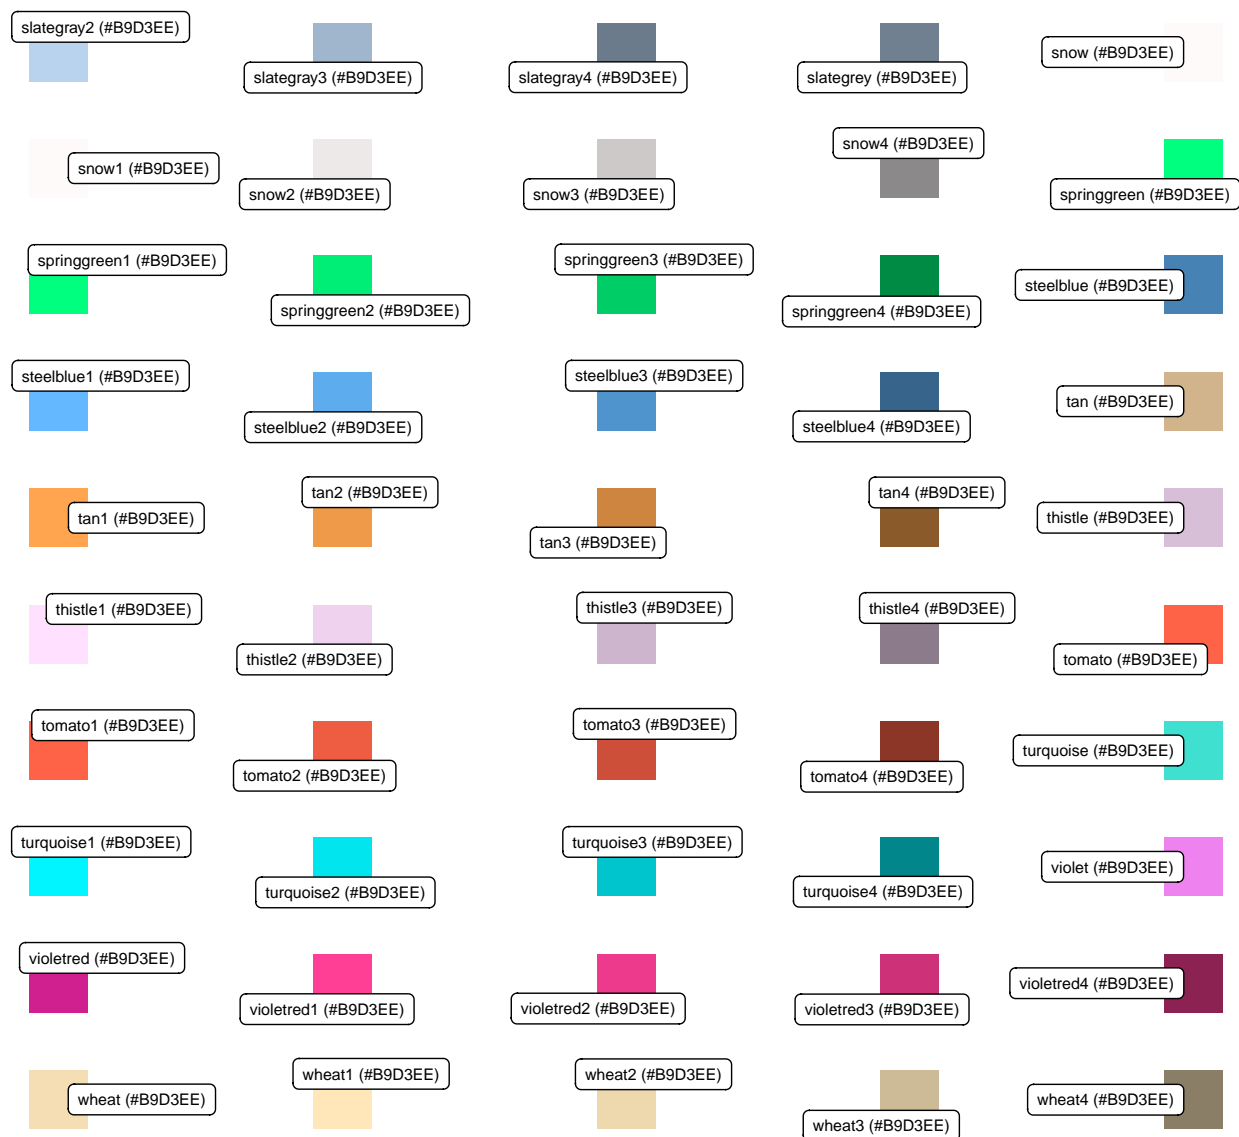 slategray2 (#B9D3EE)
slategray3 (#B9D3EE)
slategray4 (#B9D3EE)
slategrey (#B9D3EE)
snow (#B9D3EE)
snow1 (#B9D3EE)
snow2 (#B9D3EE)
snow3 (#B9D3EE)
snow4 (#B9D3EE)
springgreen (#B9D3EE)
springgreen1 (#B9D3EE)
springgreen2 (#B9D3EE)
springgreen3 (#B9D3EE)
springgreen4 (#B9D3EE)
steelblue (#B9D3EE)
steelblue1 (#B9D3EE)
steelblue2 (#B9D3EE)
steelblue3 (#B9D3EE)
steelblue4 (#B9D3EE)
tan (#B9D3EE)
tan1 (#B9D3EE)
tan2 (#B9D3EE)
tan3 (#B9D3EE)
tan4 (#B9D3EE)
thistle (#B9D3EE)
thistle1 (#B9D3EE)
thistle2 (#B9D3EE)
thistle3 (#B9D3EE)
thistle4 (#B9D3EE)
tomato (#B9D3EE)
tomato1 (#B9D3EE)
tomato2 (#B9D3EE)
tomato3 (#B9D3EE)
tomato4 (#B9D3EE)
turquoise (#B9D3EE)
turquoise1 (#B9D3EE)
turquoise2 (#B9D3EE)
turquoise3 (#B9D3EE)
turquoise4 (#B9D3EE)
violet (#B9D3EE)
violetred (#B9D3EE)
violetred1 (#B9D3EE)
violetred2 (#B9D3EE)
violetred3 (#B9D3EE)
violetred4 (#B9D3EE)
wheat (#B9D3EE)
wheat1 (#B9D3EE)
wheat2 (#B9D3EE)
wheat3 (#B9D3EE)
wheat4 (#B9D3EE)